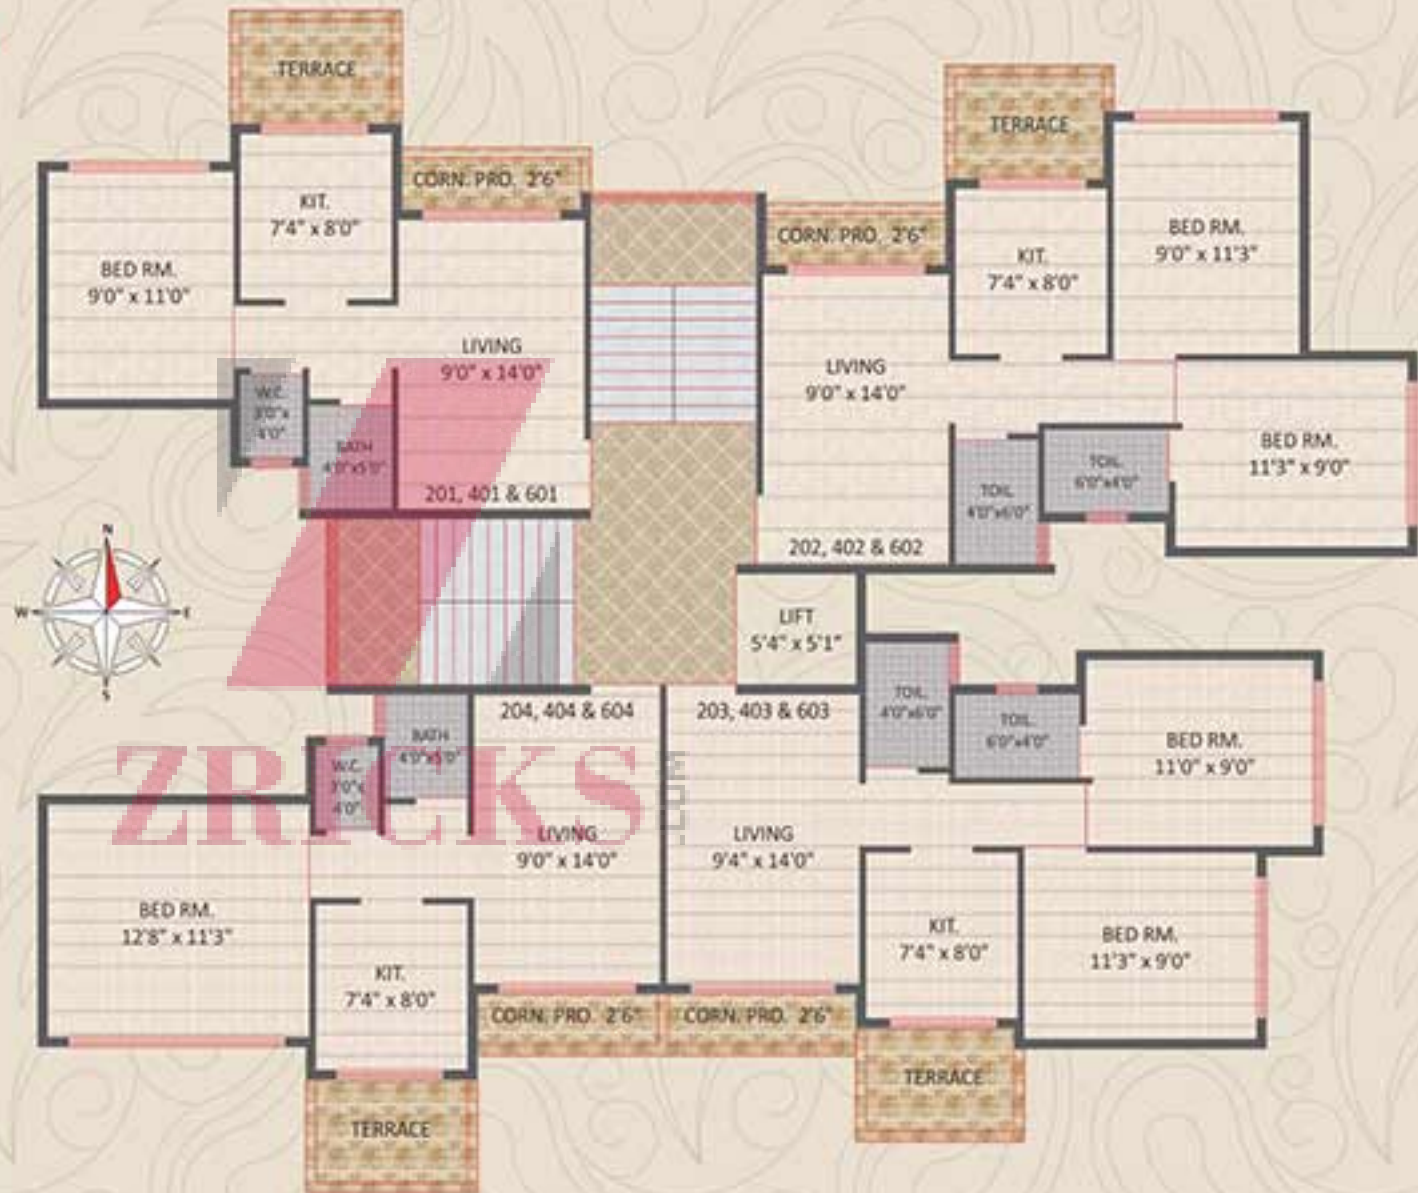 TERRACE
KIT.
7'4" x 8'0"
CORN. PRO. 2'6"
BED RM.
9'0" x 11'0"
LIVING
9'0" x 14'0"
W.C.
3'0"x
4'0"
BATH
4'0"x5'0"
201, 401 & 601
TERRACE
CORN. PRO. 2'6"
KIT.
7'4" x 8'0"
BED RM.
9'0" x 11'3"
LIVING
9'0" x 14'0"
BED RM.
11'3" x 9'0"
TOIL.
6'0"x4'0"
TOIL.
4'0"x6'0"
202, 402 & 602
N
W
E
S
LIFT
5'4" x 5'1"
204, 404 & 604
203, 403 & 603
BATH
4'0"x5'0"
W.C.
3'0"x
4'0"
TOIL.
4'0"x6'0"
TOIL.
6'0"x4'0"
BED RM.
11'0" x 9'0"
ZRICKS
.COM
LIVING
9'0" x 14'0"
LIVING
9'4" x 14'0"
BED RM.
12'8" x 11'3"
KIT.
7'4" x 8'0"
KIT.
7'4" x 8'0"
BED RM.
11'3" x 9'0"
CORN. PRO. 2'6"
CORN. PRO. 2'6"
TERRACE
TERRACE